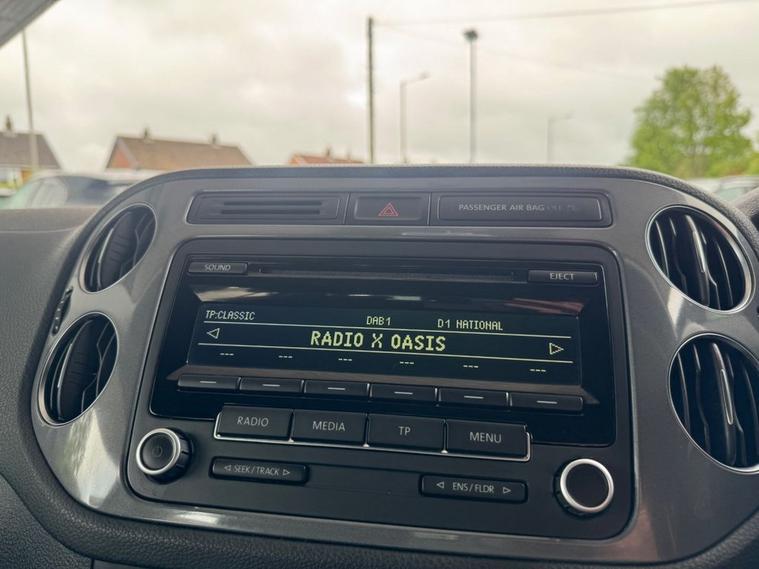 PASSENGER AIR BAG OFF
SOUND
EJECT
TP:CLASSIC DAB1 D1 NATIONAL
RADIO X OASIS
--- --- --- --- --- ---
RADIO MEDIA TP MENU
SEEK / TRACK
ENS / FLDR